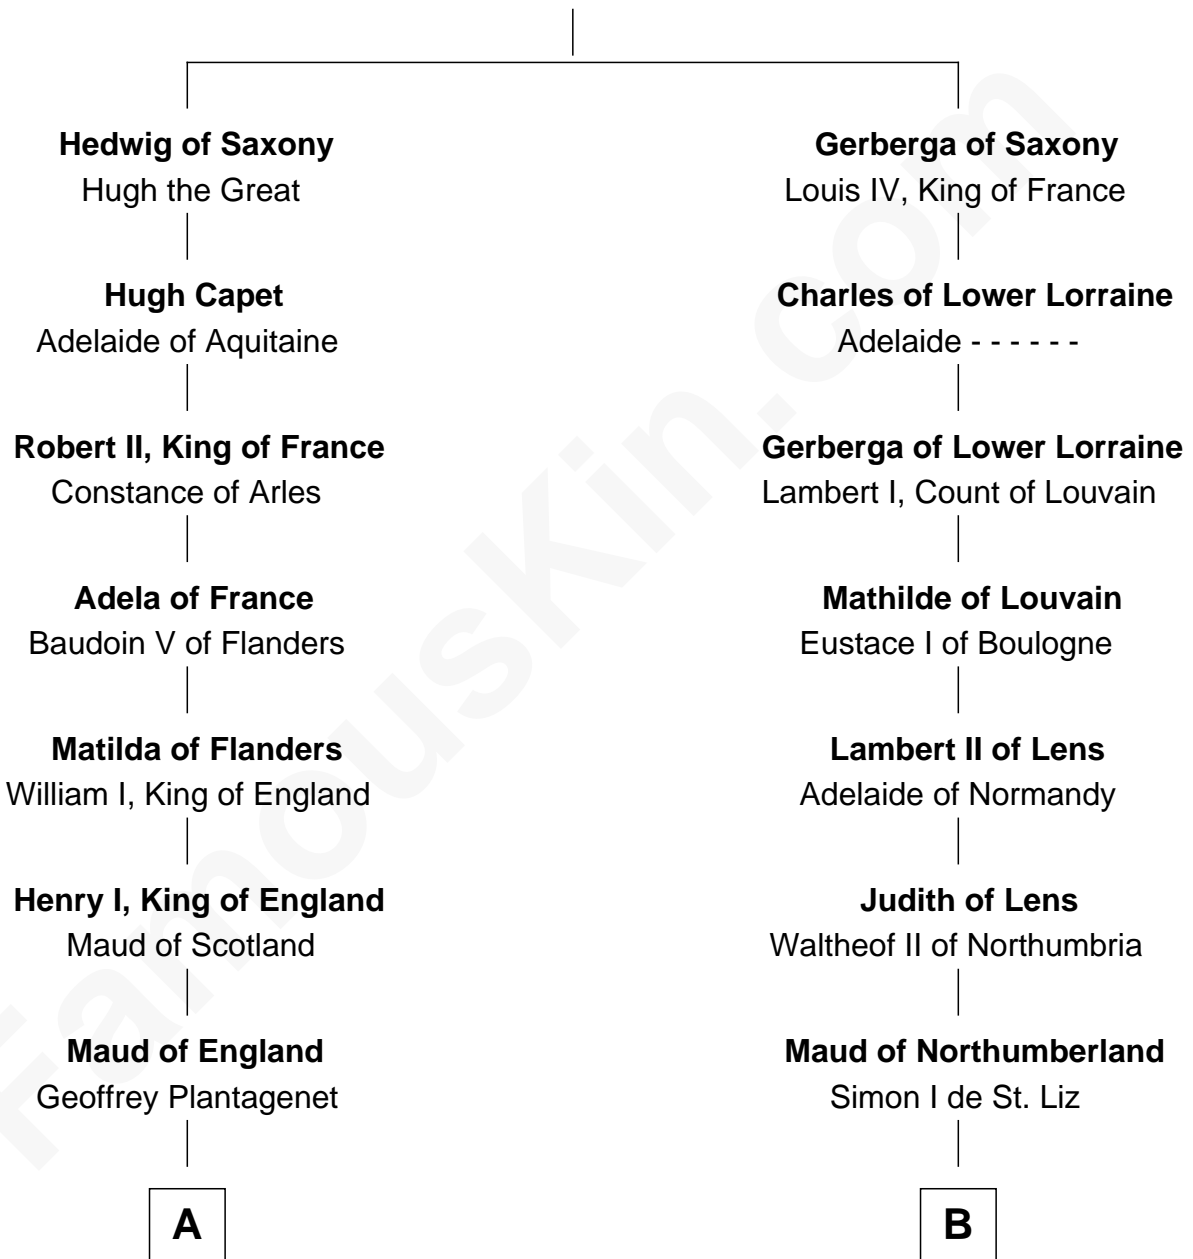 Hedwig of Saxony
Hugh the Great
Gerberga of Saxony
Louis IV, King of France
Hugh Capet
Adelaide of Aquitaine
Charles of Lower Lorraine
Adelaide - - - - - -
Robert II, King of France
Constance of Arles
Gerberga of Lower Lorraine
Lambert I, Count of Louvain
Adela of France
Baudoin V of Flanders
Mathilde of Louvain
Eustace I of Boulogne
Matilda of Flanders
William I, King of England
Lambert II of Lens
Adelaide of Normandy
Henry I, King of England
Maud of Scotland
Judith of Lens
Waltheof II of Northumbria
Maud of England
Geoffrey Plantagenet
Maud of Northumberland
Simon I de St. Liz
A
B
FamousKin.com